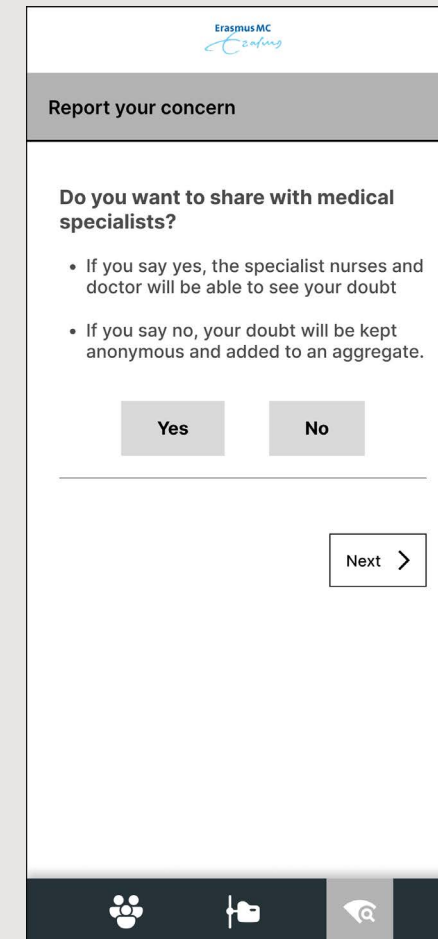 Erasmus MC
Erasmus
Report your concern
Do you want to share with medical
specialists?
• If you say yes, the specialist nurses and
doctor will be able to see your doubt
• If you say no, your doubt will be kept
anonymous and added to an aggregate.
Yes No
Next